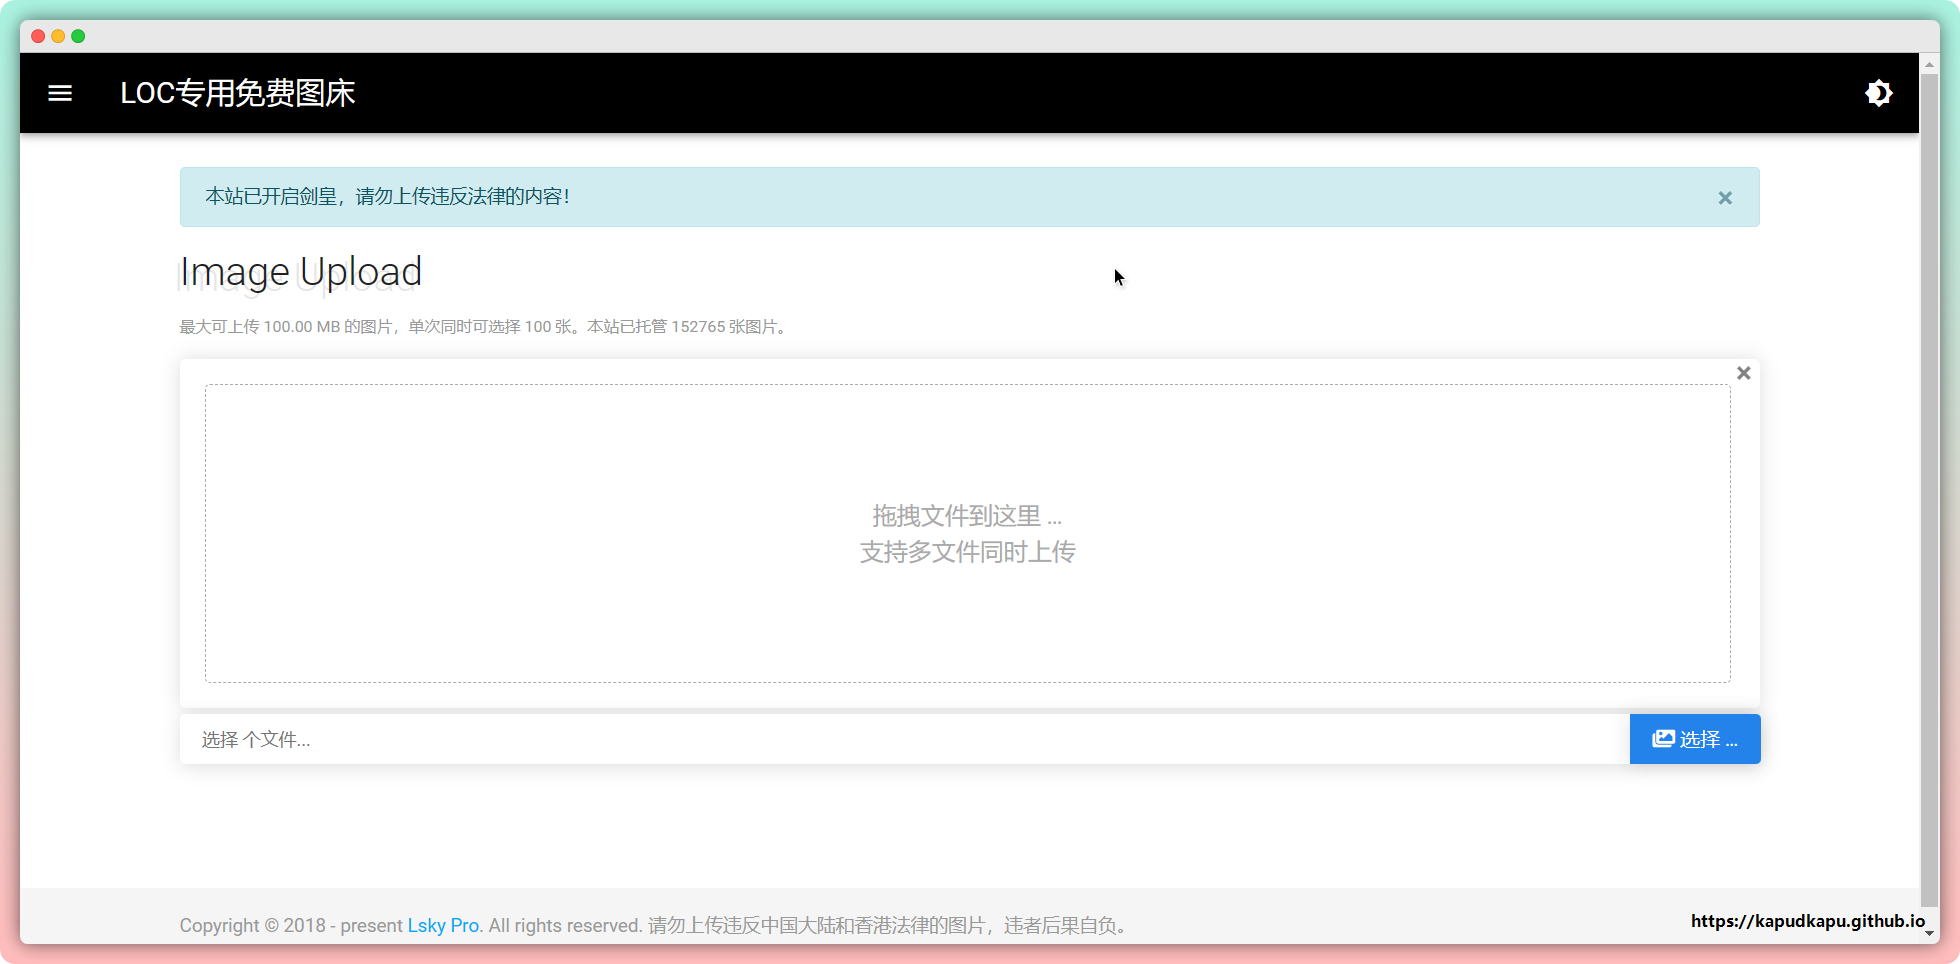 LOC专用免费图床
本站已开启剑皇，请勿上传违反法律的内容！
Image Upload
最大可上传 100.00 MB 的图片，单次同时可选择 100 张。本站已托管 152765 张图片。
拖拽文件到这里 ...
支持多文件同时上传
选择 个文件...
选择 ...
Copyright © 2018 - present Lsky Pro. All rights reserved. 请勿上传违反中国大陆和香港法律的图片，违者后果自负。
https://kapudkapu.github.io